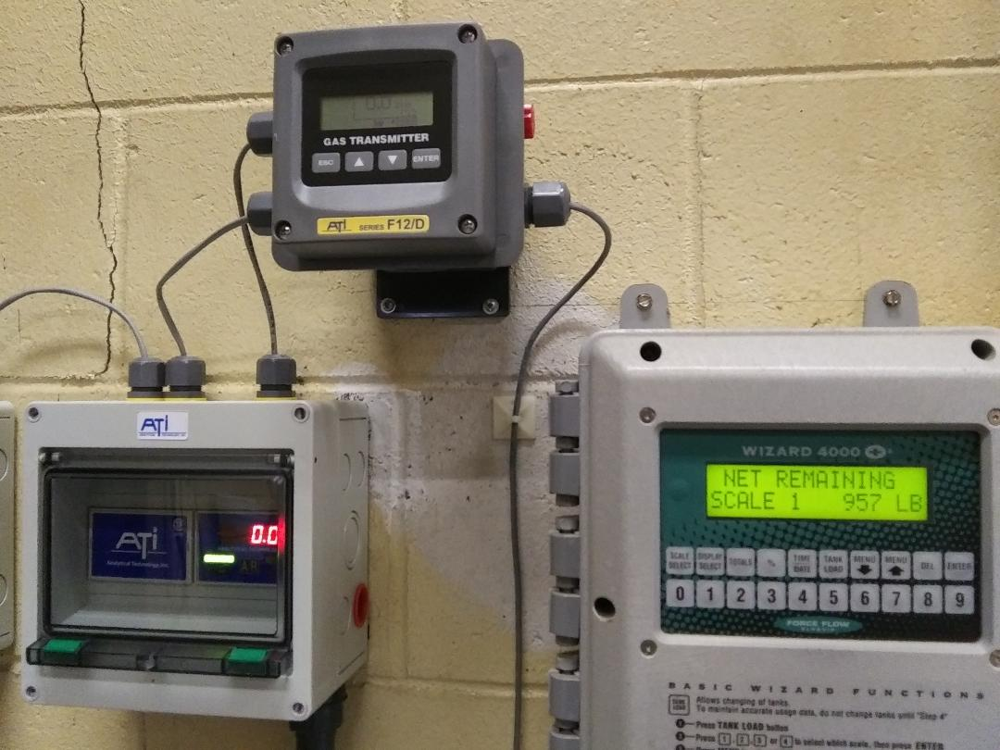 0.0
GAS TRANSMITTER
ESC
ENTER
ATi SERIES F12/D
ATi
ATi
Analytical Technology, Inc.
0.0
WIZARD 4000
NET REMAINING
SCALE 1 957 LB
SCALE SELECT
DISPLAY SELECT
TOTALS
%
TIME DATE
TANK LOAD
MENU
MENU
DEL
ENTER
0 1 2 3 4 5 6 7 8 9
FORCE FLOW
BASIC WIZARD FUNCTIONS
TANK LOAD
Allows changing of tanks.
To maintain accurate usage data, do not change tanks until "Step 4"
Press TANK LOAD button
Press 1, 2, 3 or 4 to select which scale, then press ENTER